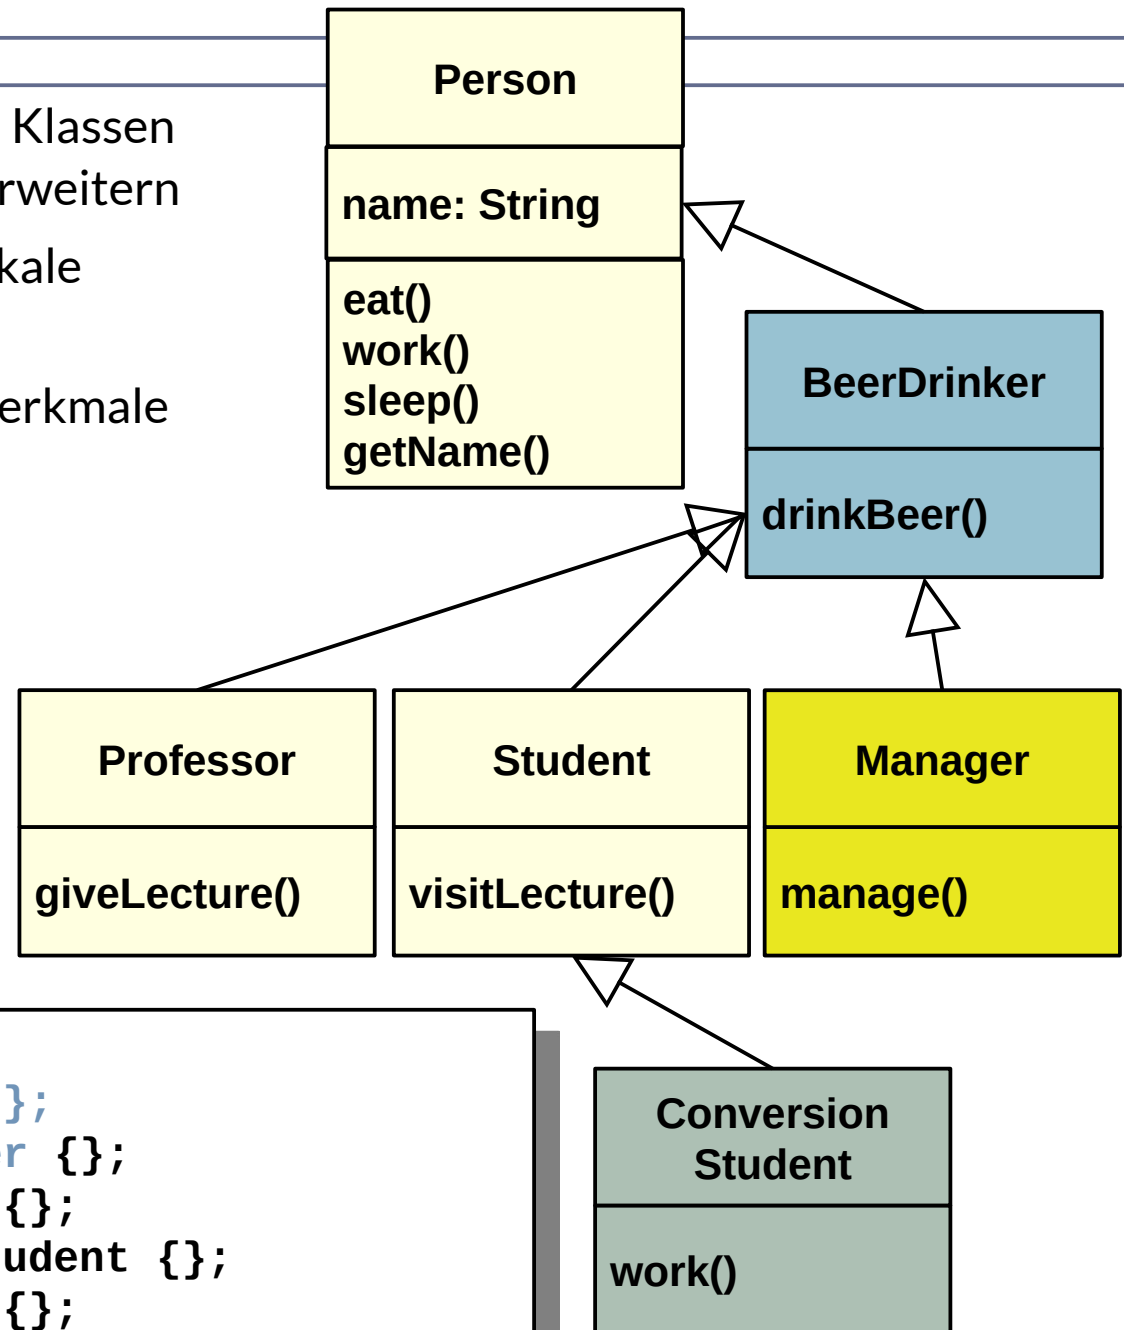 Person
Klassen
rweitern
kale
erkmale
name: String
eat()
work()
sleep()
getName()
BeerDrinker
drinkBeer()
Professor
giveLecture()
Student
visitLecture()
Manager
manage()
};
er {};
{};
udent {};
{};
Conversion
Student
work()